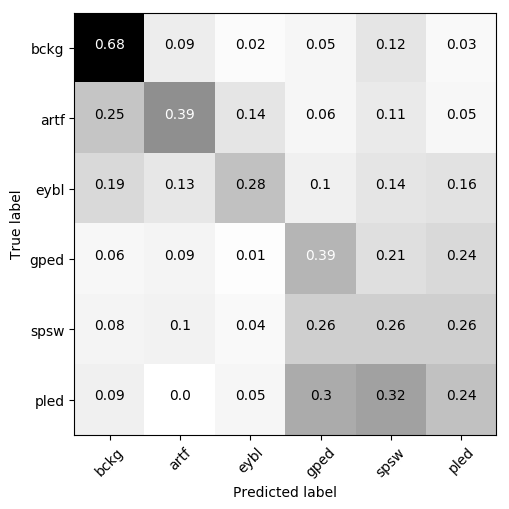 bckg 0.68 0.09 0.02 0.05 0.12 0.03
artf 0.25 0.39 0.14 0.06 0.11 0.05
eybl 0.19 0.13 0.28 0.1 0.14 0.16
gped 0.06 0.09 0.01 0.39 0.21 0.24
spsw 0.08 0.1 0.04 0.26 0.26 0.26
pled 0.09 0.0 0.05 0.3 0.32 0.24
bckg artf eybl gped spsw pled
True label
Predicted label